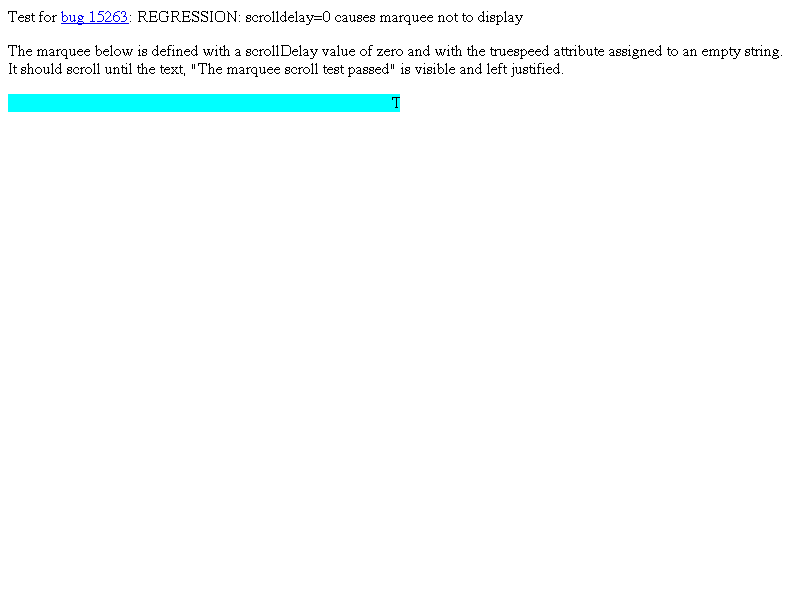 Test for bug 15263: REGRESSION: scrolldelay=0 causes marquee not to display
The marquee below is defined with a scrollDelay value of zero and with the truespeed attribute assigned to an empty string.
It should scroll until the text, "The marquee scroll test passed" is visible and left justified.
T